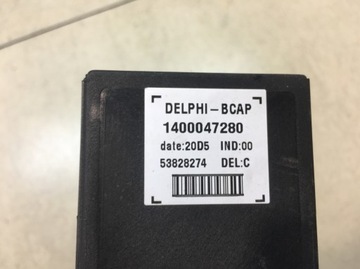 DELPHI-BCAP
1400047280
date:20D5 IND:00
53828274 DEL:C